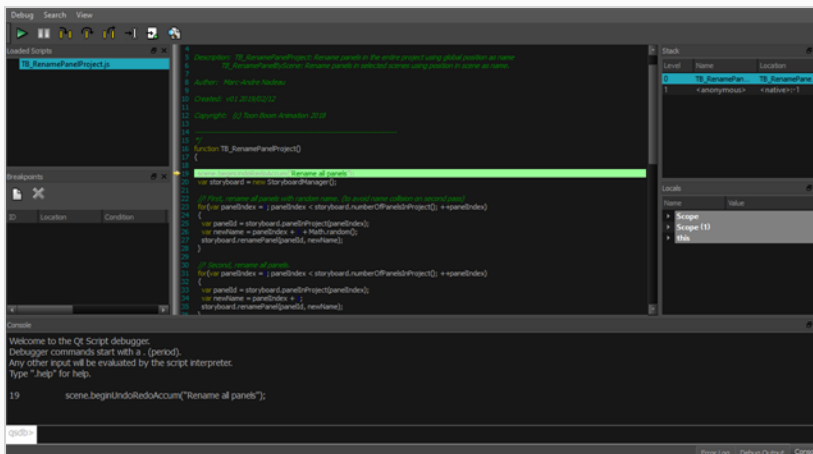 Debug Search View
Loaded Scripts
TB_RenamePanelProject.js
Breakpoints
ID Location Condition
4
5 Description: TB_RenamePanelProject: Rename panels in the entire project using global position as name
6 TB_RenamePanelByScene: Rename panels in selected scenes using position in scene as name.
7
8 Author: Marc-Andre Nadeau
9
10 Created: v01 2018/02/12
11
12 Copyright: (c) Toon Boom Animation 2018
13
14
15 */
16 function TB_RenamePanelProject()
17 {
18
19 scene.beginUndoRedoAccum("Rename all panels
20 var storyboard = new StoryboardManager();
21
22 // First, rename all panels with random name. (to avoid name collision on second pass)
23 for(var panelIndex = ; panelIndex < storyboard.numberOfPanelsInProject(); ++panelIndex)
24 {
25 var panelId = storyboard.panelInProject(panelIndex);
26 var newName = panelIndex + + Math.random();
27 storyboard.renamePanel(panelId, newName);
28 }
29
30 // Second, rename all panels.
31 for(var panelIndex = ; panelIndex < storyboard.numberOfPanelsInProject(); ++panelIndex)
32 {
33 var panelId = storyboard.panelInProject(panelIndex);
34 var newName = panelIndex + ;
35 storyboard.renamePanel(panelId, newName);
Stack
Level Name Location
0 TB_RenamePan... TB_RenamePane
1 <anonymous> <native>:-1
Locals
Name Value
Scope
Scope (1)
this
Console
Welcome to the Qt Script debugger.
Debugger commands start with a . (period).
Any other input will be evaluated by the script interpreter.
Type ".help" for help.
19 scene.beginUndoRedoAccum("Rename all panels");
qsdb>
Error Log Debug Output Conso